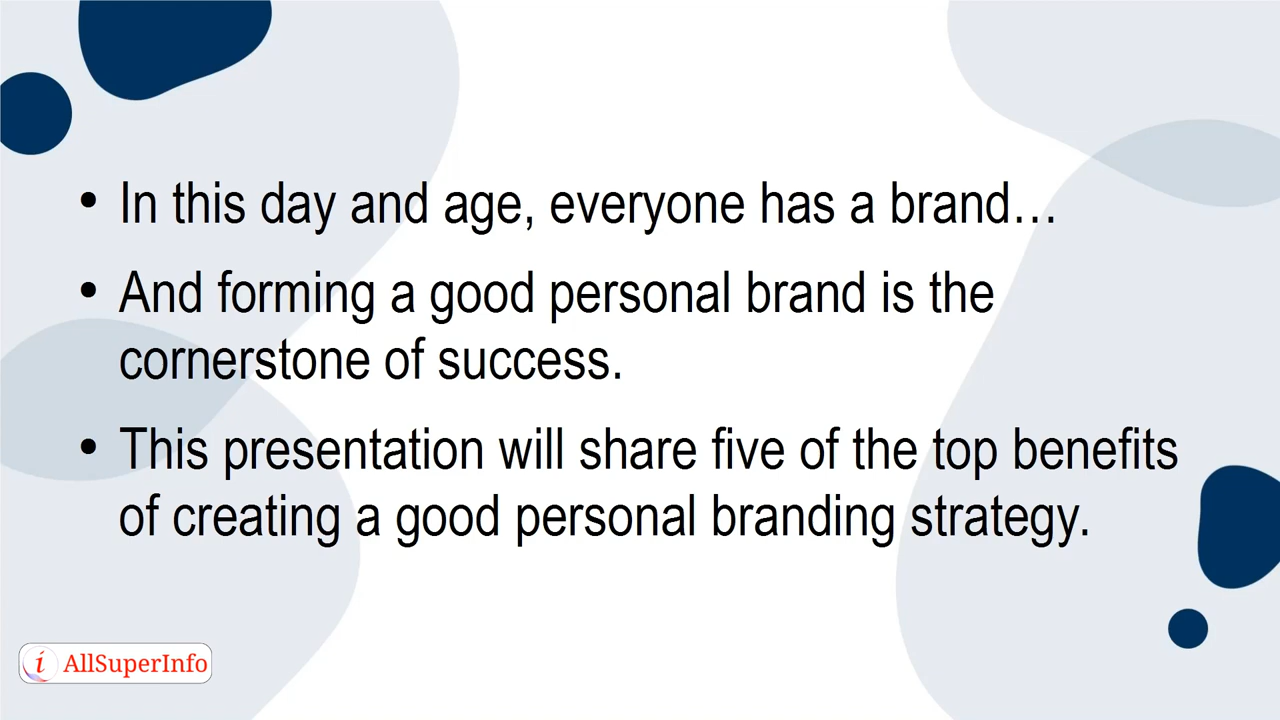 • In this day and age, everyone has a brand…
• And forming a good personal brand is the
cornerstone of success.
• This presentation will share five of the top benefits
of creating a good personal branding strategy.
i AllSuperInfo